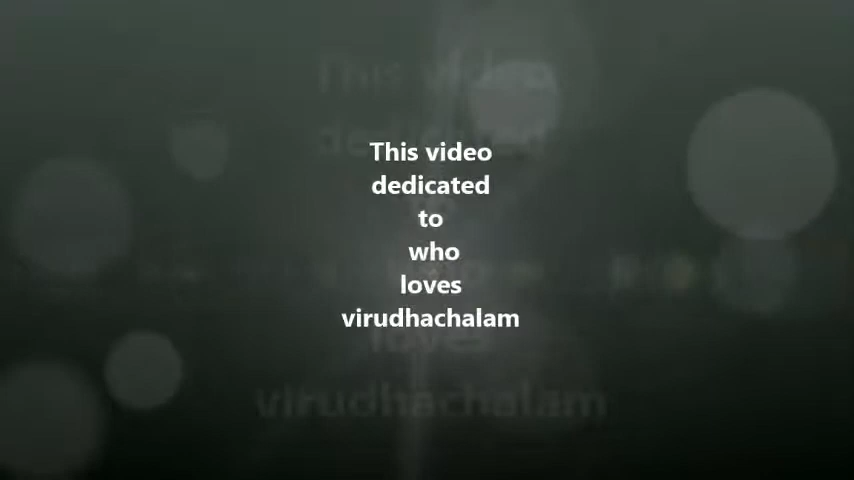 This video
dedicated
to
who
loves
virudhachalam